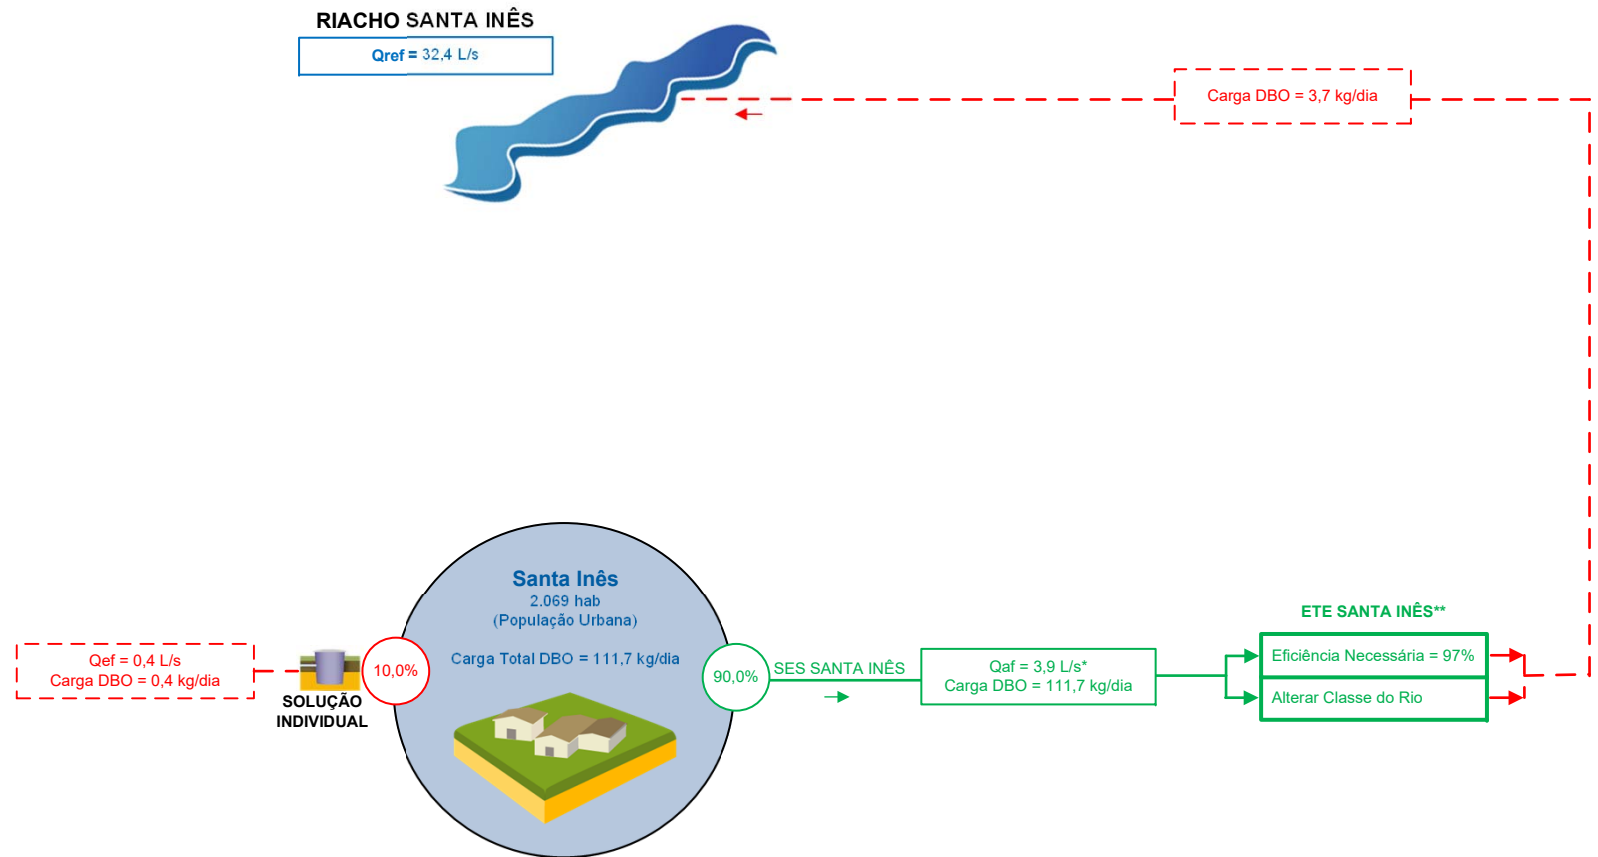 RIACHO SANTA INÊS
Qref = 32,4 L/s
Carga DBO = 3,7 kg/dia
Santa Inês
2.069 hab
(População Urbana)
Carga Total DBO = 111,7 kg/dia
Qef = 0,4 L/s
Carga DBO = 0,4 kg/dia
SOLUÇÃO
INDIVIDUAL
10,0%
90,0%
SES SANTA INÊS
Qaf = 3,9 L/s*
Carga DBO = 111,7 kg/dia
ETE SANTA INÊS**
Eficiência Necessária = 97%
Alterar Classe do Rio